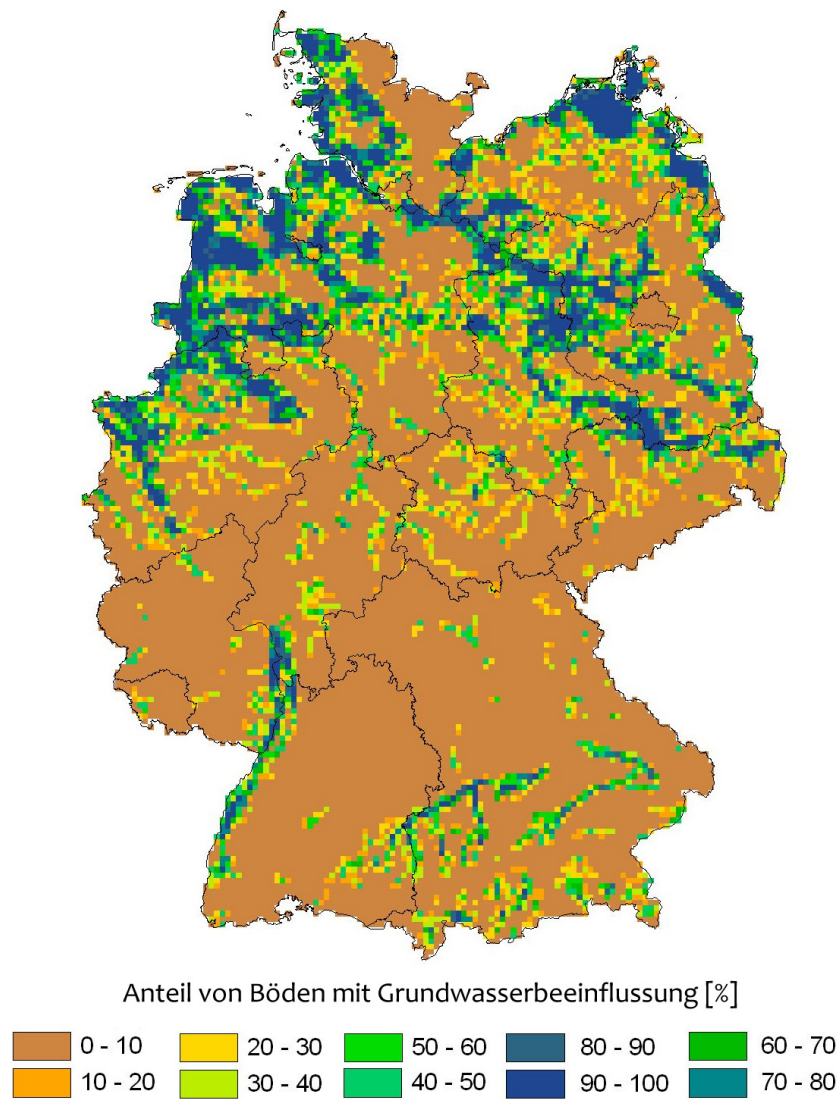 Anteil von Böden mit Grundwasserbeeinflussung [%]
0 - 10 20 - 30 50 - 60 80 - 90 60 - 70
10 - 20 30 - 40 40 - 50 90 - 100 70 - 80